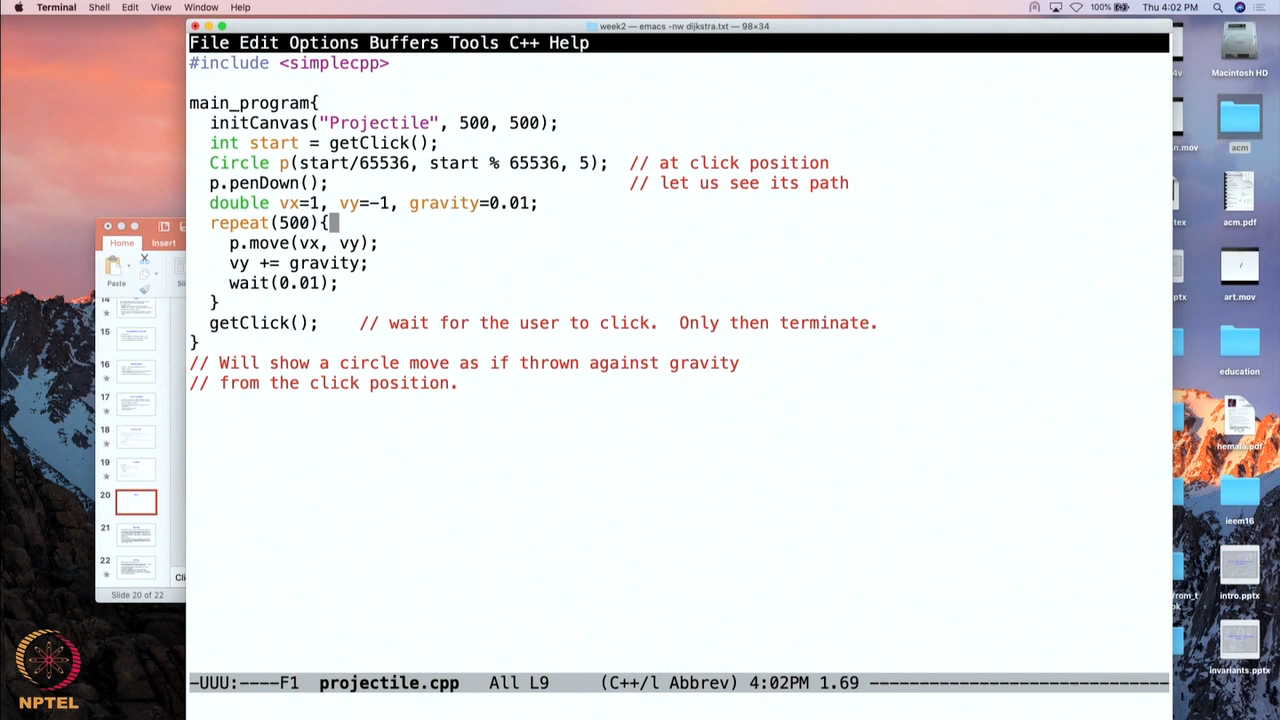 Terminal Shell Edit View Window Help 100% Thu 4:02 PM
week2 — emacs -nw dijkstra.txt — 98×34
File Edit Options Buffers Tools C++ Help
#include <simplecpp>
main_program{
initCanvas("Projectile", 500, 500);
int start = getClick();
Circle p(start/65536, start % 65536, 5); // at click position
p.penDown(); // let us see its path
double vx=1, vy=-1, gravity=0.01;
repeat(500){
p.move(vx, vy);
vy += gravity;
wait(0.01);
}
getClick(); // wait for the user to click. Only then terminate.
}
// Will show a circle move as if thrown against gravity
// from the click position.
-UUU:----F1 projectile.cpp All L9 (C++/l Abbrev) 4:02PM 1.69 ------------------------------
Home Insert
Paste
14
15
16
17
18
19
20
21
22
Slide 20 of 22
Macintosh HD
acm
acm.pdf
art.mov
education
hemala.pdf
ieem16
intro.pptx
invariants.pptx
NPTEL